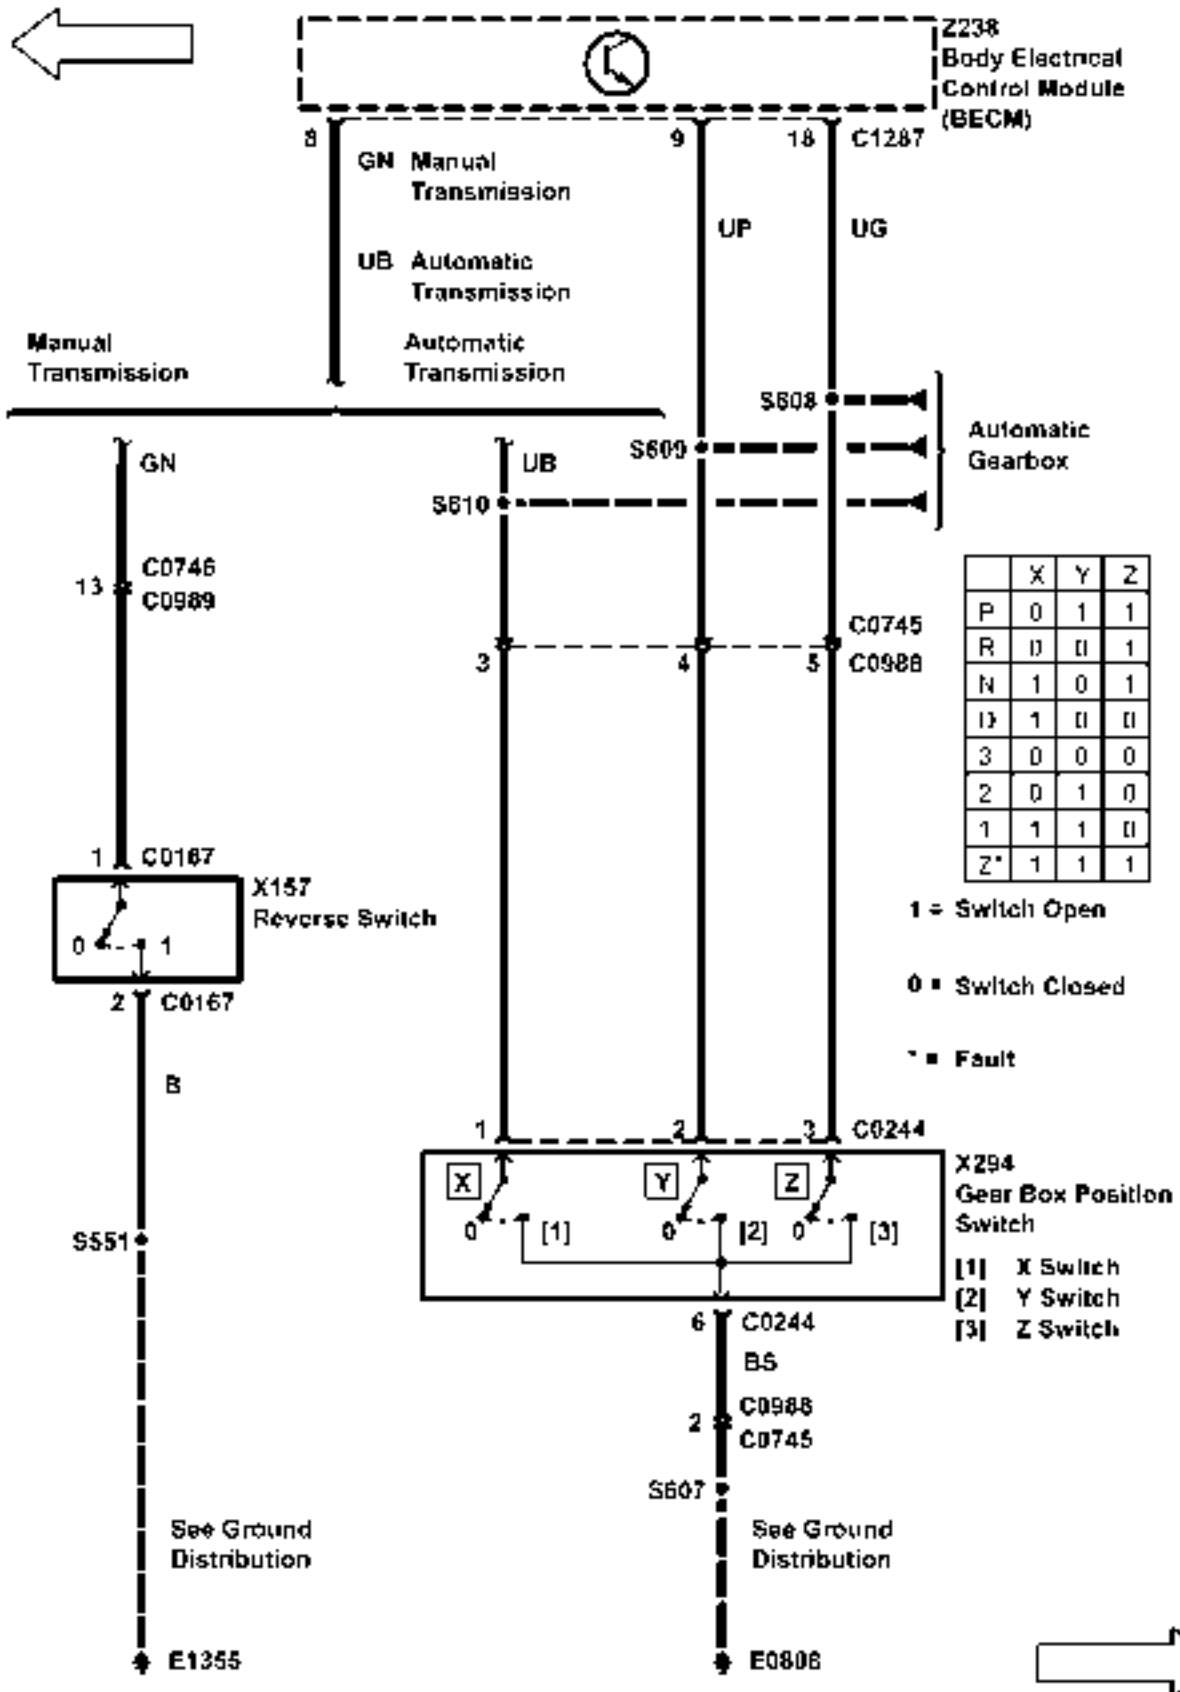 Z238
Body Electrical
Control Module
(BECM)
8
9
18 C1287
GN Manual
Transmission
UP
UG
UB Automatic
Transmission
Manual
Transmission
Automatic
Transmission
S608
Automatic
Gearbox
S609
GN
UB
S610
13
C0746
C0989
X Y Z
P 0 1 1
R 0 0 1
N 1 0 1
D 1 0 0
3 0 0 0
2 0 1 0
1 1 1 0
Z* 1 1 1
3
4
5
C0745
C0988
1 C0167
X157
Reverse Switch
0 1
2 C0167
1 = Switch Open
0 = Switch Closed
* = Fault
B
1
2
3 C0244
X Y Z
0 [1] 0 [2] 0 [3]
X294
Gear Box Position
Switch
[1] X Switch
[2] Y Switch
[3] Z Switch
S551
6 C0244
BS
2
C0988
C0745
S607
See Ground
Distribution
See Ground
Distribution
E1355
E0806